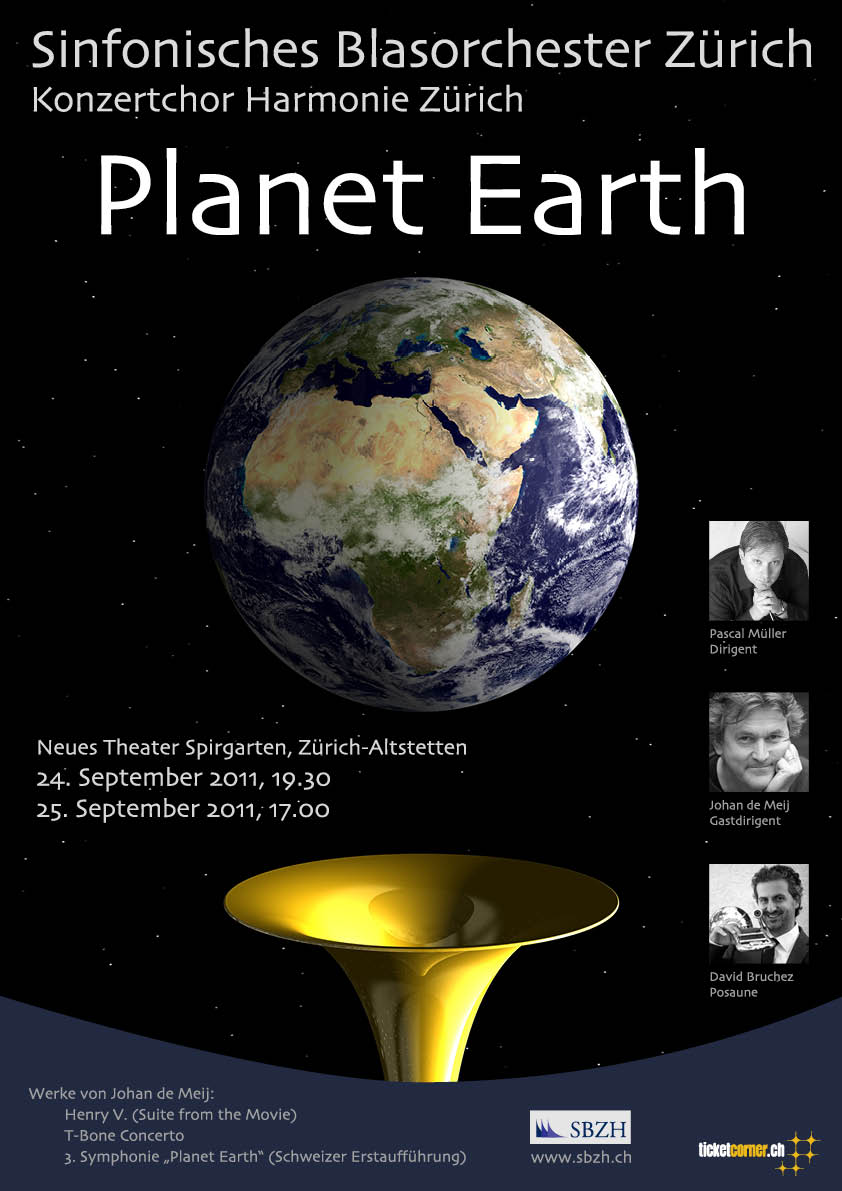 Sinfonisches Blasorchester Zürich
Konzertchor Harmonie Zürich
Planet Earth
Pascal Müller
Dirigent
Johan de Meij
Gastdirigent
David Bruchez
Posaune
Neues Theater Spirgarten, Zürich-Altstetten
24. September 2011, 19.30
25. September 2011, 17.00
Werke von Johan de Meij:
Henry V. (Suite from the Movie)
T-Bone Concerto
3. Symphonie „Planet Earth“ (Schweizer Erstaufführung)
SBZH
www.sbzh.ch
ticketcorner.ch